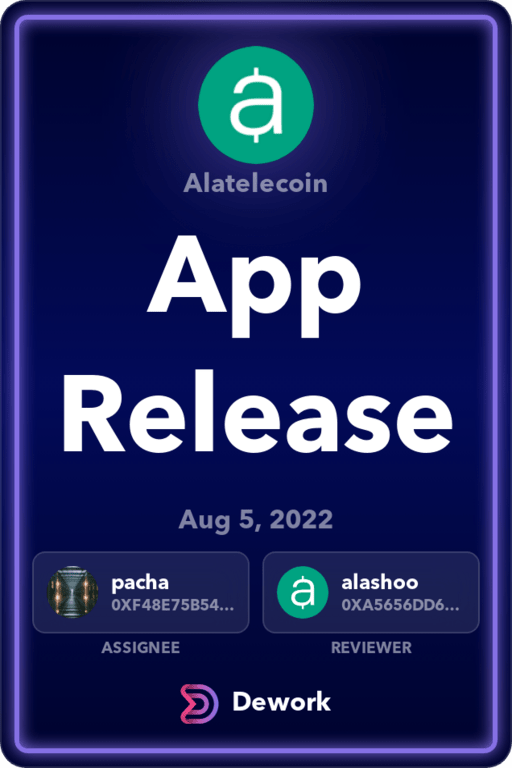 Alatelecoin
App
Release
Aug 5, 2022
pacha
0XF48E75B54...
ASSIGNEE
alashoo
0XA5656DD6...
REVIEWER
Dework